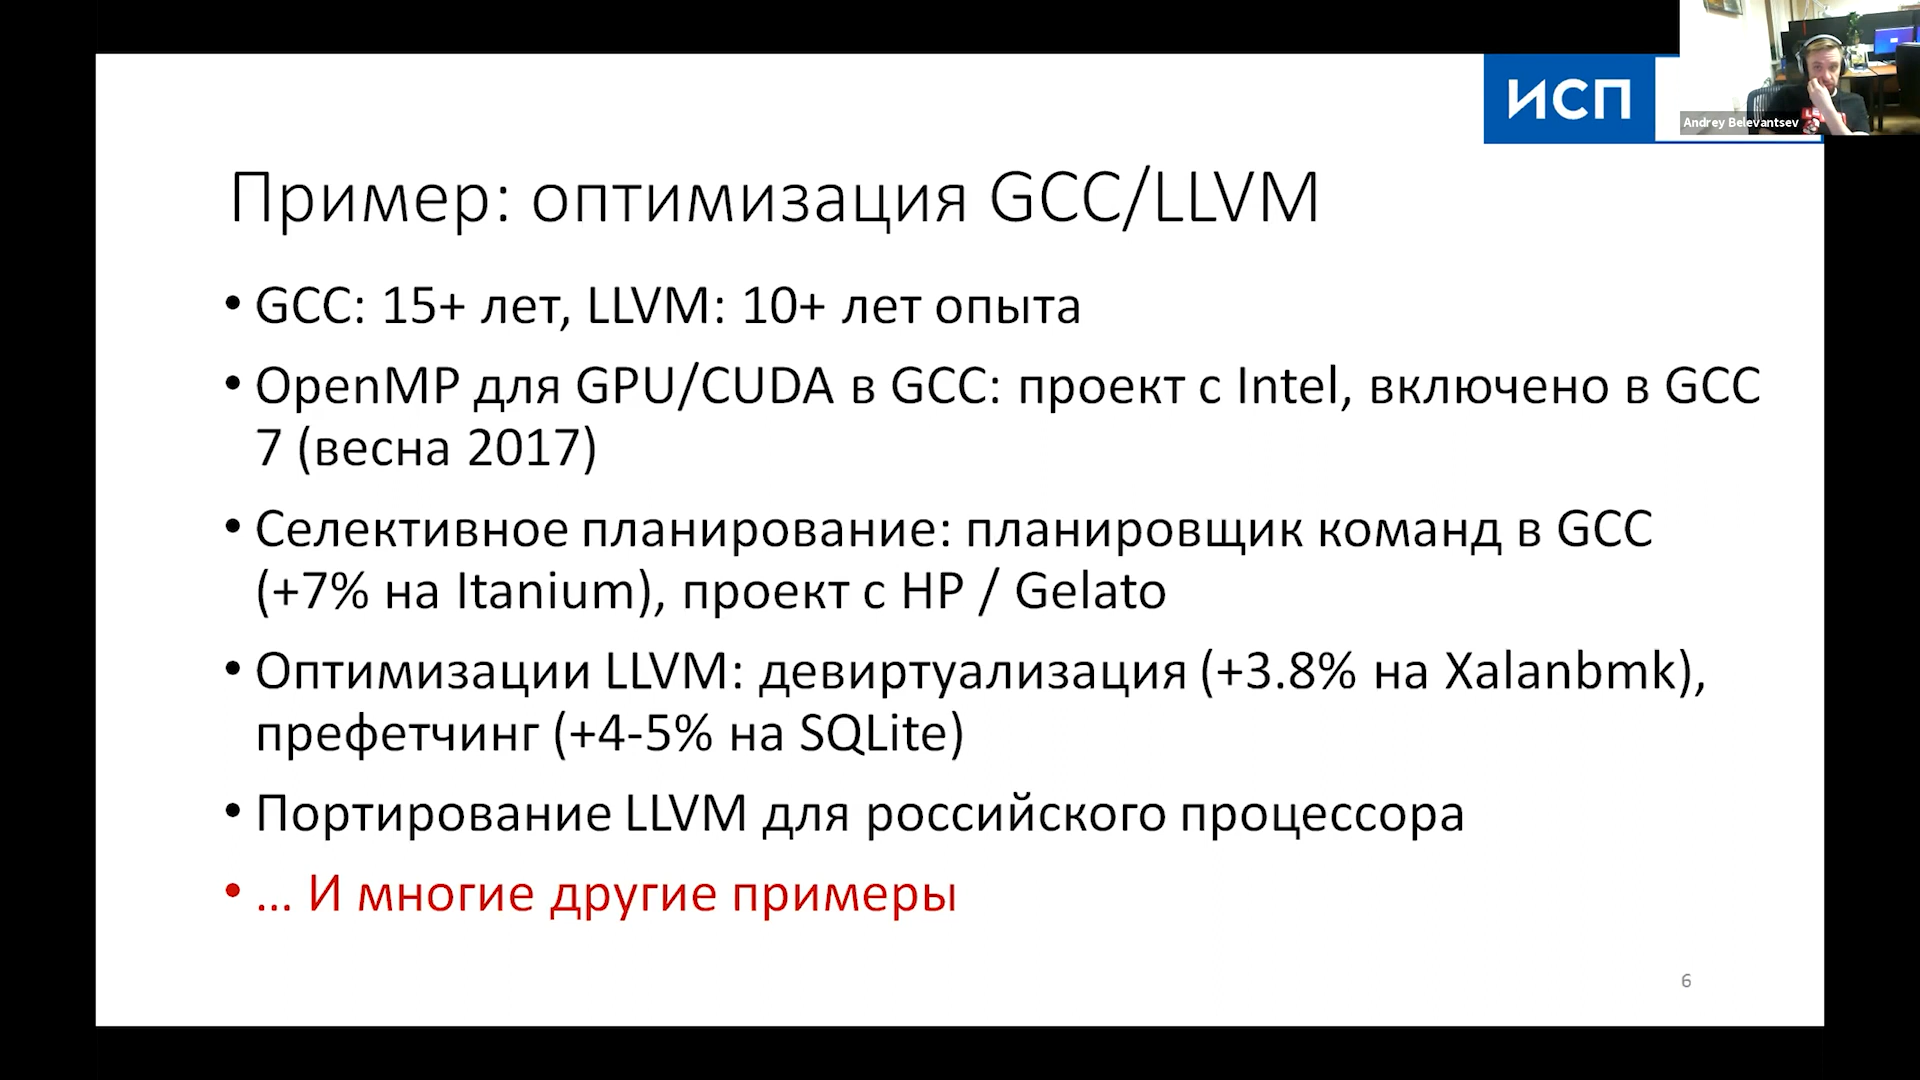 ИСП
Andrey Belevantsev
Пример: оптимизация GCC/LLVM
• GCC: 15+ лет, LLVM: 10+ лет опыта
• OpenMP для GPU/CUDA в GCC: проект с Intel, включено в GCC
7 (весна 2017)
• Селективное планирование: планировщик команд в GCC
(+7% на Itanium), проект с HP / Gelato
• Оптимизации LLVM: девиртуализация (+3.8% на Xalanbmk),
префетчинг (+4-5% на SQLite)
• Портирование LLVM для российского процессора
• ... И многие другие примеры
6